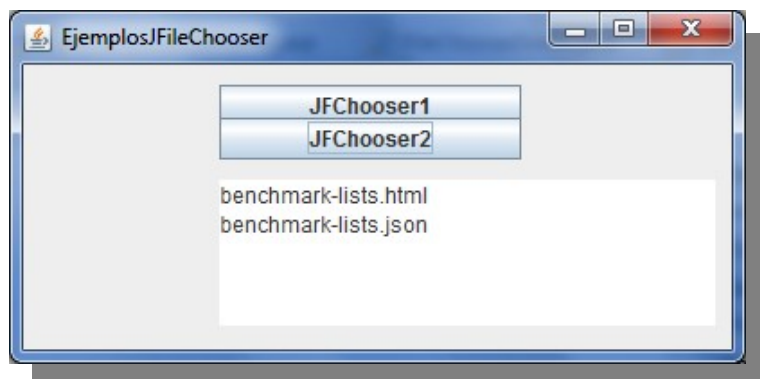 EjemplosJFileChooser
JFChooser1
JFChooser2
benchmark-lists.html
benchmark-lists.json